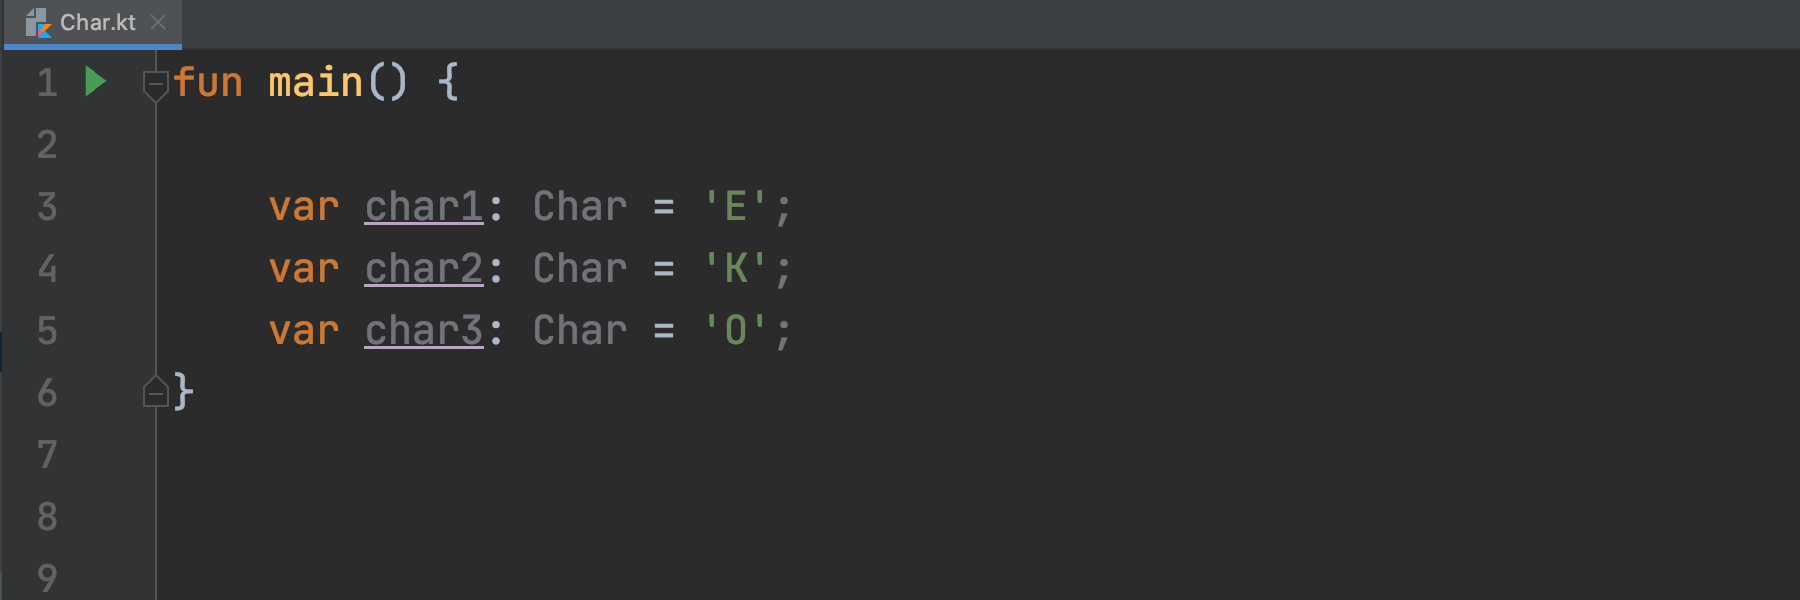 Char.kt
1 fun main() {
2
3 var char1: Char = 'E';
4 var char2: Char = 'K';
5 var char3: Char = 'O';
6 }
7
8
9